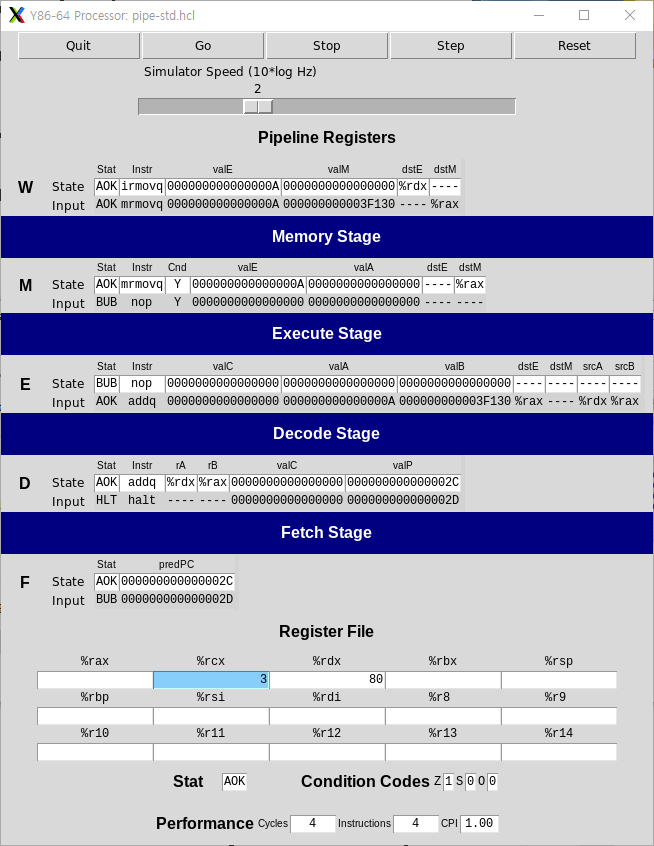 Y86-64 Processor: pipe-std.hcl
Quit Go Stop Step Reset
Simulator Speed (10*log Hz)
2
Pipeline Registers
Stat Instr valE valM dstE dstM
W State AOK irmovq 000000000000000A 0000000000000000 %rdx ----
Input AOK mrmovq 000000000000000A 000000000003F130 ---- %rax
Memory Stage
Stat Instr Cnd valE valA dstE dstM
M State AOK mrmovq Y 000000000000000A 0000000000000000 ---- %rax
Input BUB nop Y 0000000000000000 0000000000000000 ---- ----
Execute Stage
Stat Instr valC valA valB dstE dstM srcA srcB
E State BUB nop 0000000000000000 0000000000000000 0000000000000000 ---- ---- ---- ----
Input AOK addq 0000000000000000 000000000000000A 000000000003F130 %rax ---- %rdx %rax
Decode Stage
Stat Instr rA rB valC valP
D State AOK addq %rdx %rax 0000000000000000 000000000000002C
Input HLT halt ---- ---- 0000000000000000 000000000000002D
Fetch Stage
Stat predPC
F State AOK 000000000000002C
Input BUB 000000000000002D
Register File
%rax %rcx %rdx %rbx %rsp
3 80
%rbp %rsi %rdi %r8 %r9
%r10 %r11 %r12 %r13 %r14
Stat AOK Condition Codes Z 1 S 0 O 0
Performance Cycles 4 Instructions 4 CPI 1.00